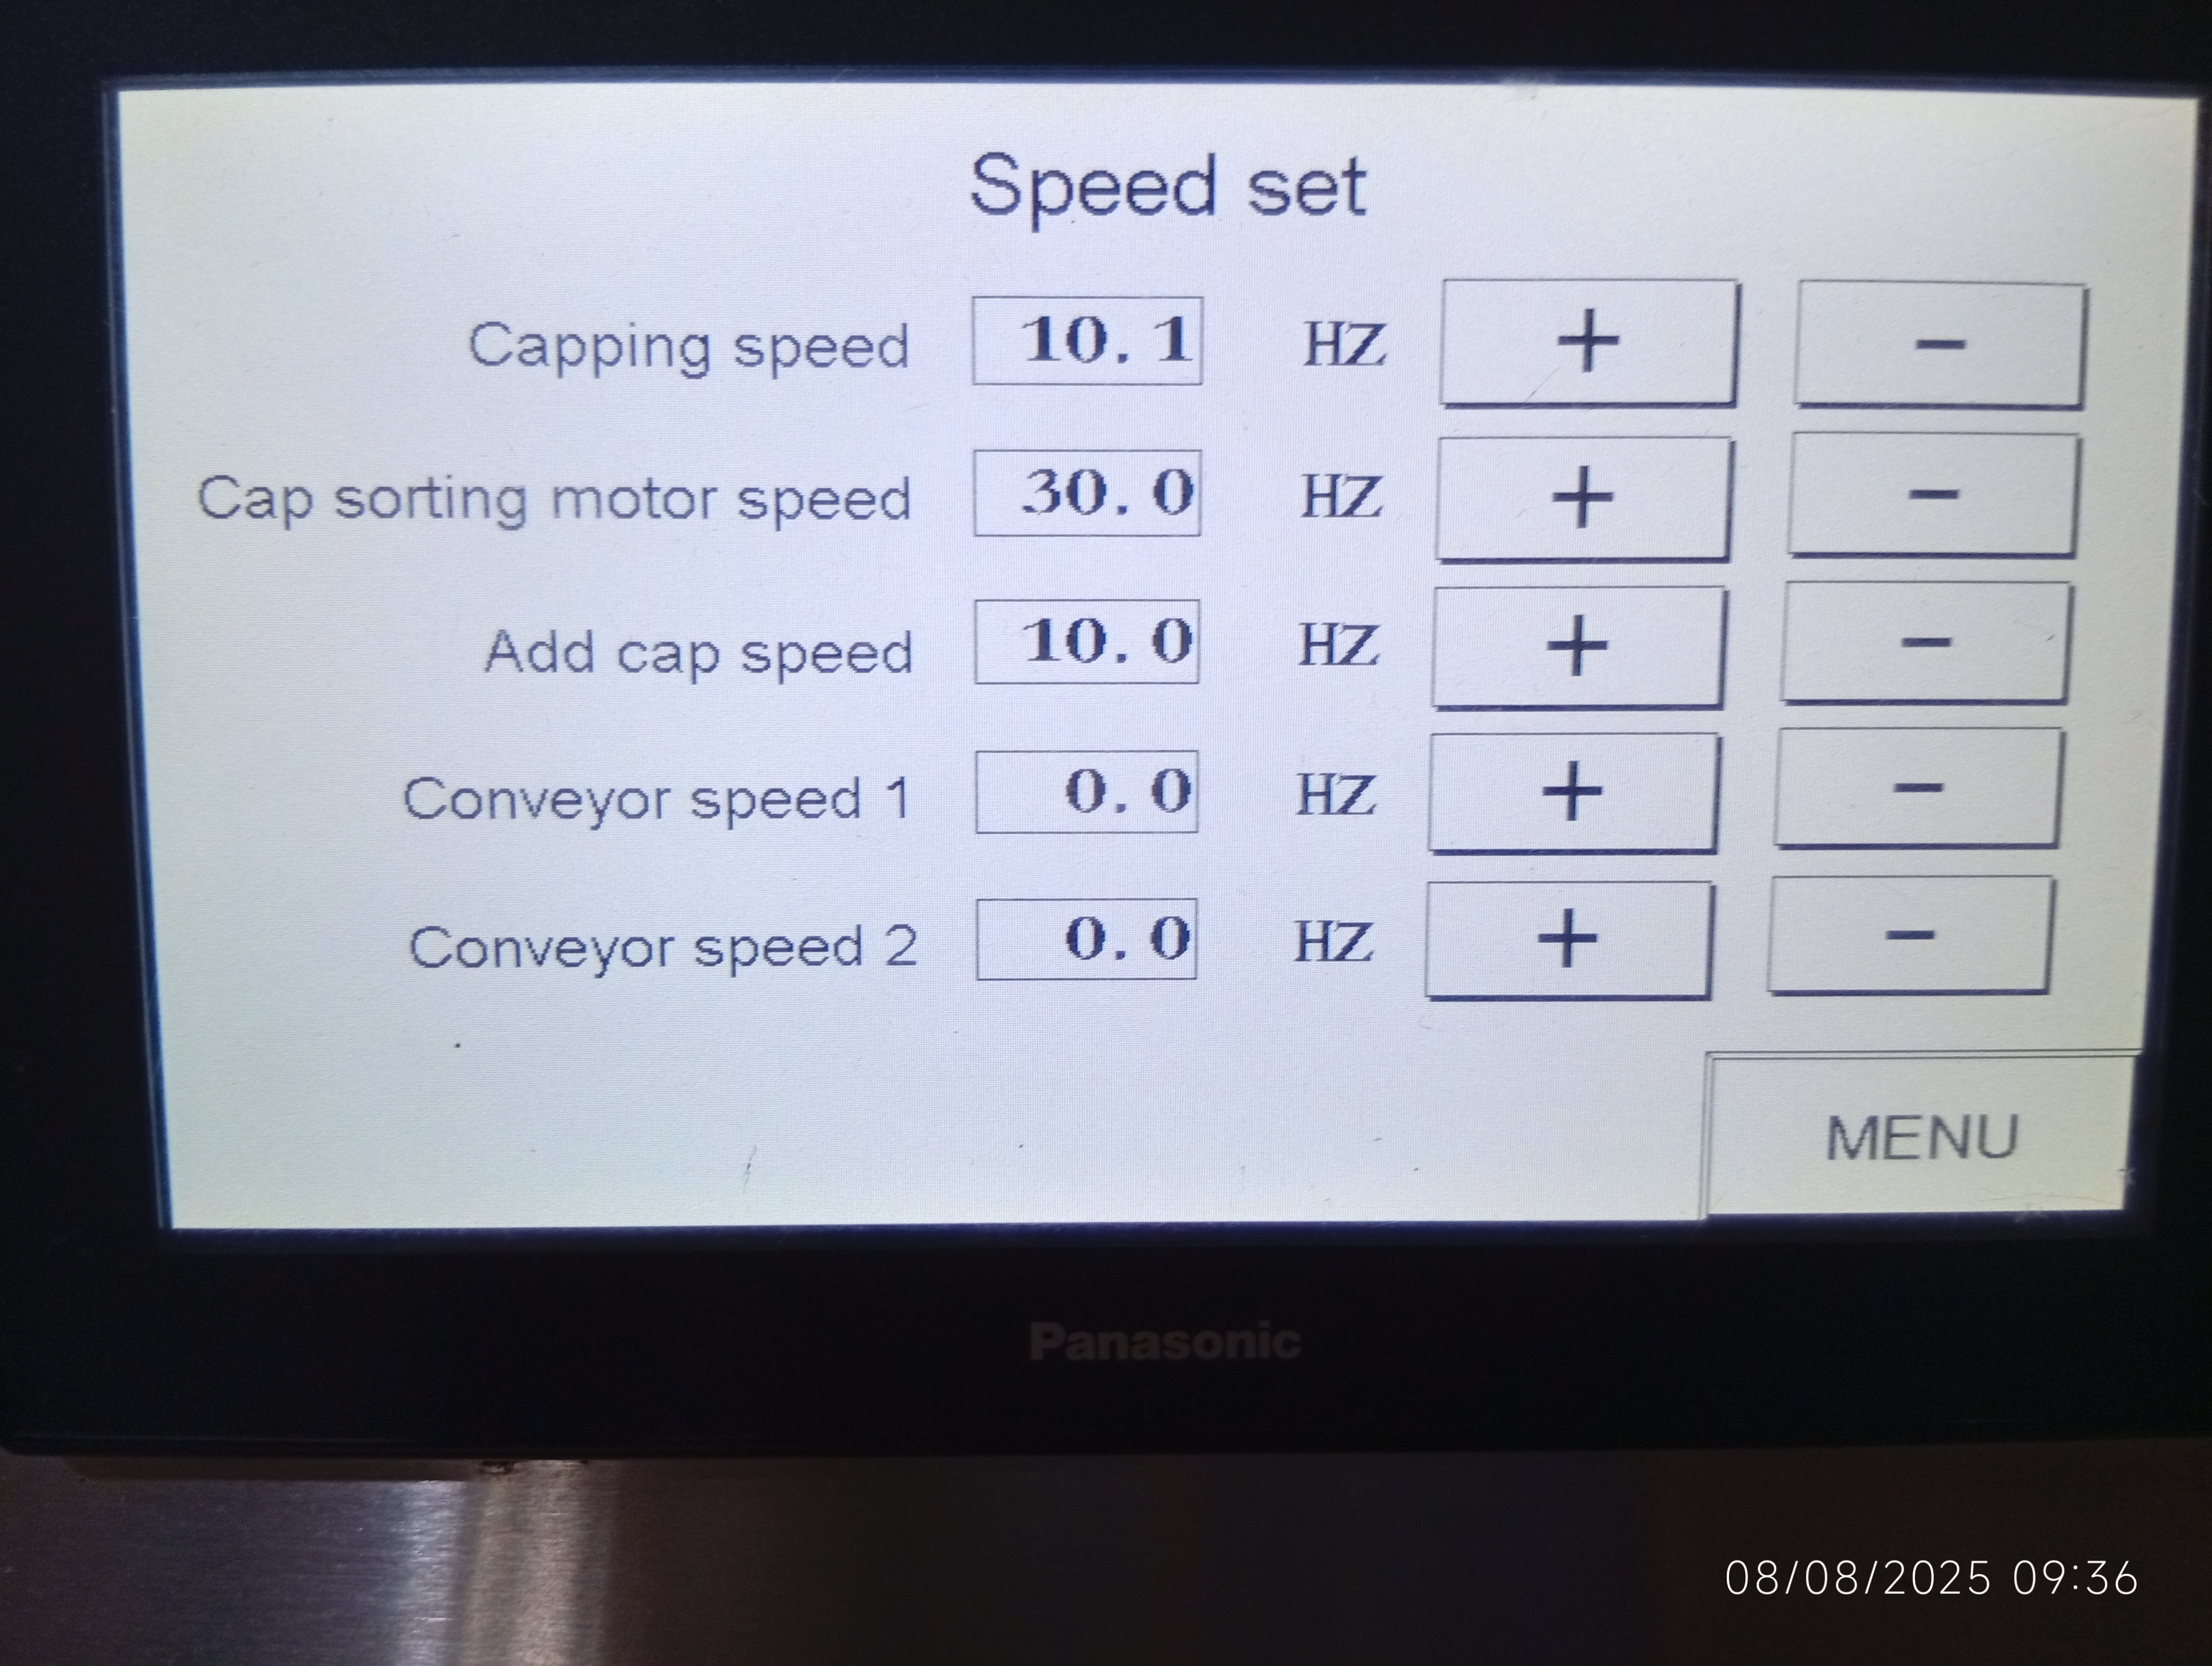 Speed set
Capping speed 10.1 HZ + -
Cap sorting motor speed 30.0 HZ + -
Add cap speed 10.0 HZ + -
Conveyor speed 1 0.0 HZ + -
Conveyor speed 2 0.0 HZ + -
MENU
Panasonic
08/08/2025 09:36